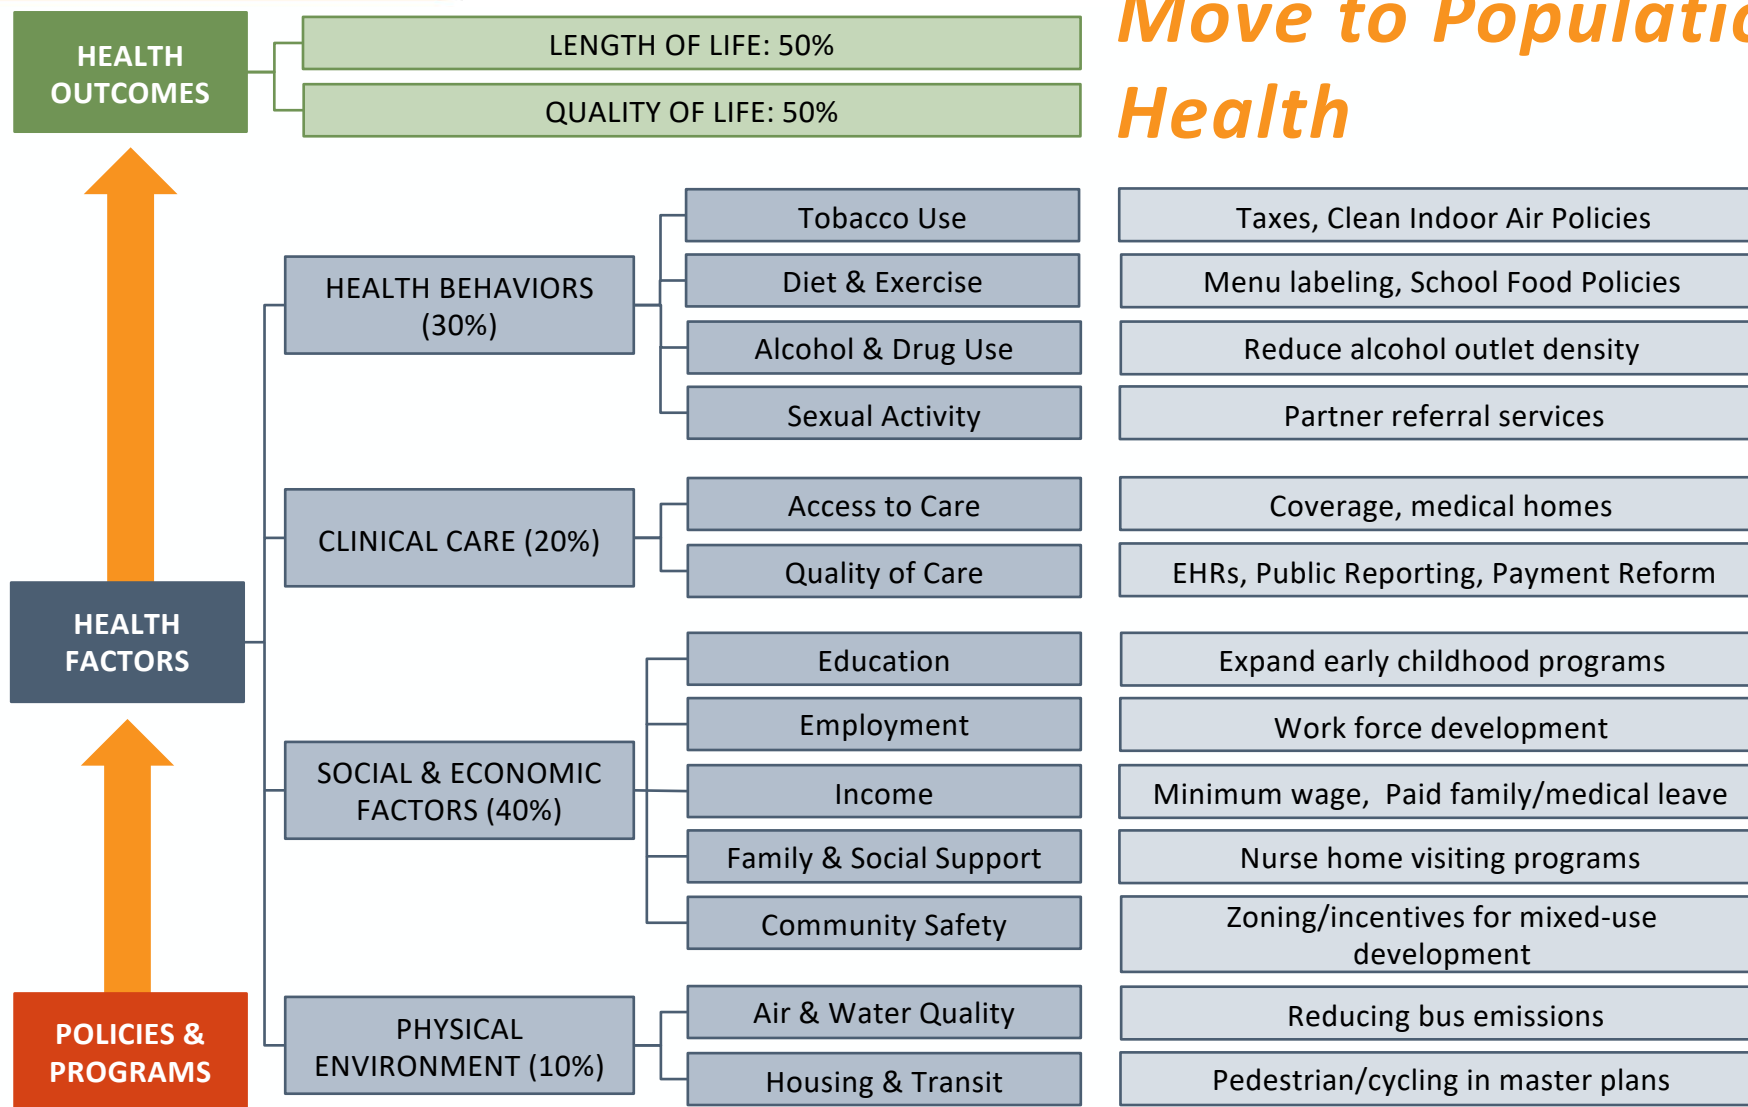 Move to Populatio
Health
HEALTH
OUTCOMES
LENGTH OF LIFE: 50%
QUALITY OF LIFE: 50%
HEALTH
FACTORS
POLICIES &
PROGRAMS
HEALTH BEHAVIORS
(30%)
Tobacco Use
Taxes, Clean Indoor Air Policies
Diet & Exercise
Menu labeling, School Food Policies
Alcohol & Drug Use
Reduce alcohol outlet density
Sexual Activity
Partner referral services
CLINICAL CARE (20%)
Access to Care
Coverage, medical homes
Quality of Care
EHRs, Public Reporting, Payment Reform
SOCIAL & ECONOMIC
FACTORS (40%)
Education
Expand early childhood programs
Employment
Work force development
Income
Minimum wage,  Paid family/medical leave
Family & Social Support
Nurse home visiting programs
Community Safety
Zoning/incentives for mixed-use
development
PHYSICAL
ENVIRONMENT (10%)
Air & Water Quality
Reducing bus emissions
Housing & Transit
Pedestrian/cycling in master plans